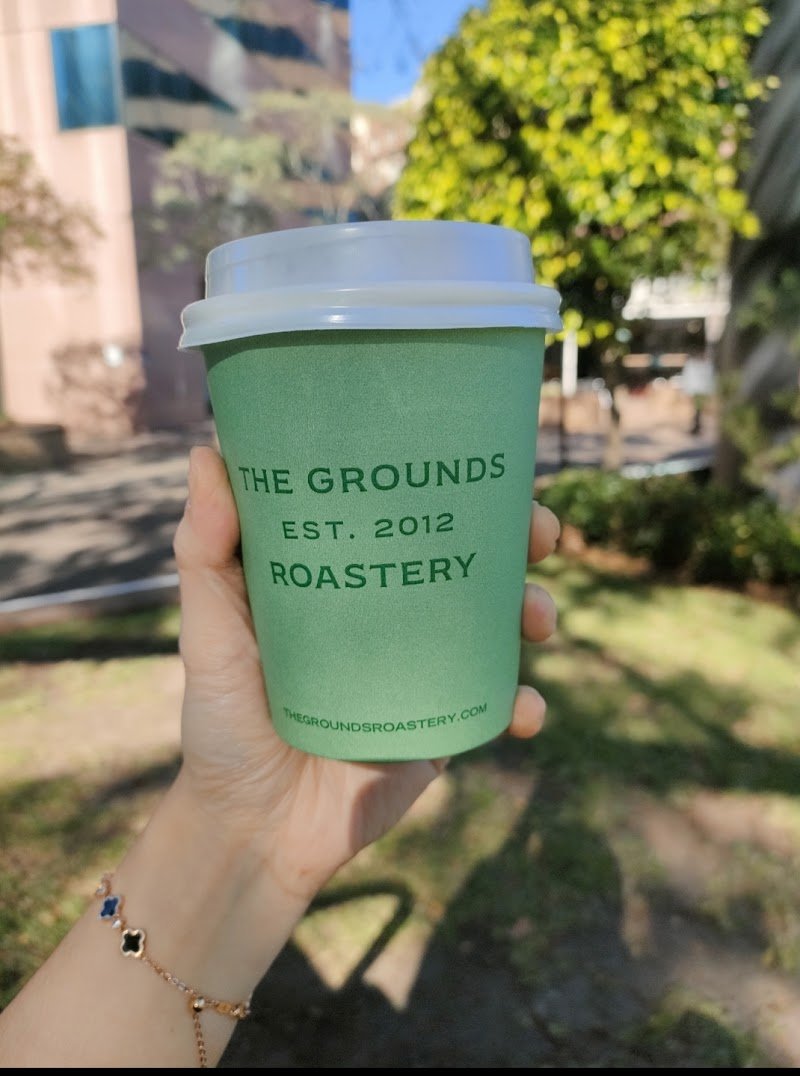 THE GROUNDS
EST. 2012
ROASTERY
THEGROUNDSROASTERY.COM